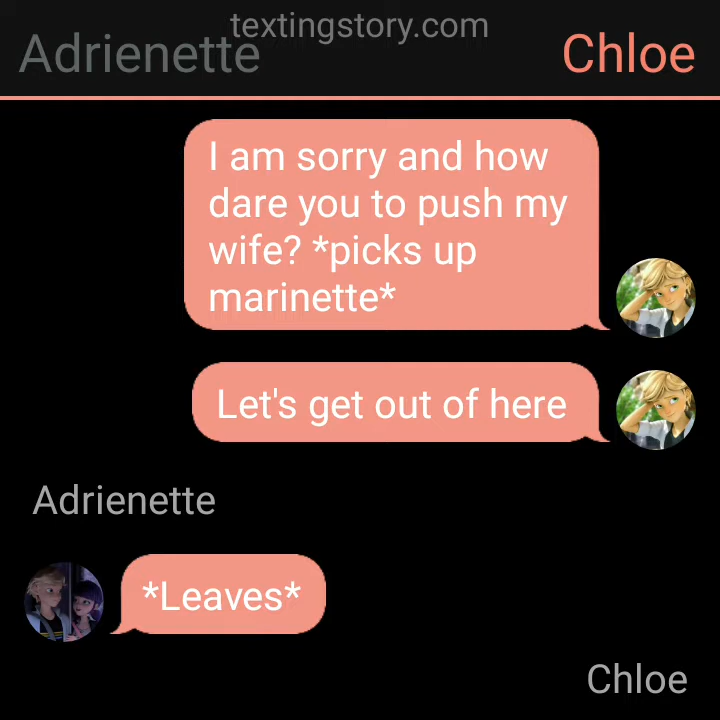 textingstory.com
Adrienette
Chloe
I am sorry and how
dare you to push my
wife? *picks up
marinette*
Let's get out of here
Adrienette
*Leaves*
Chloe